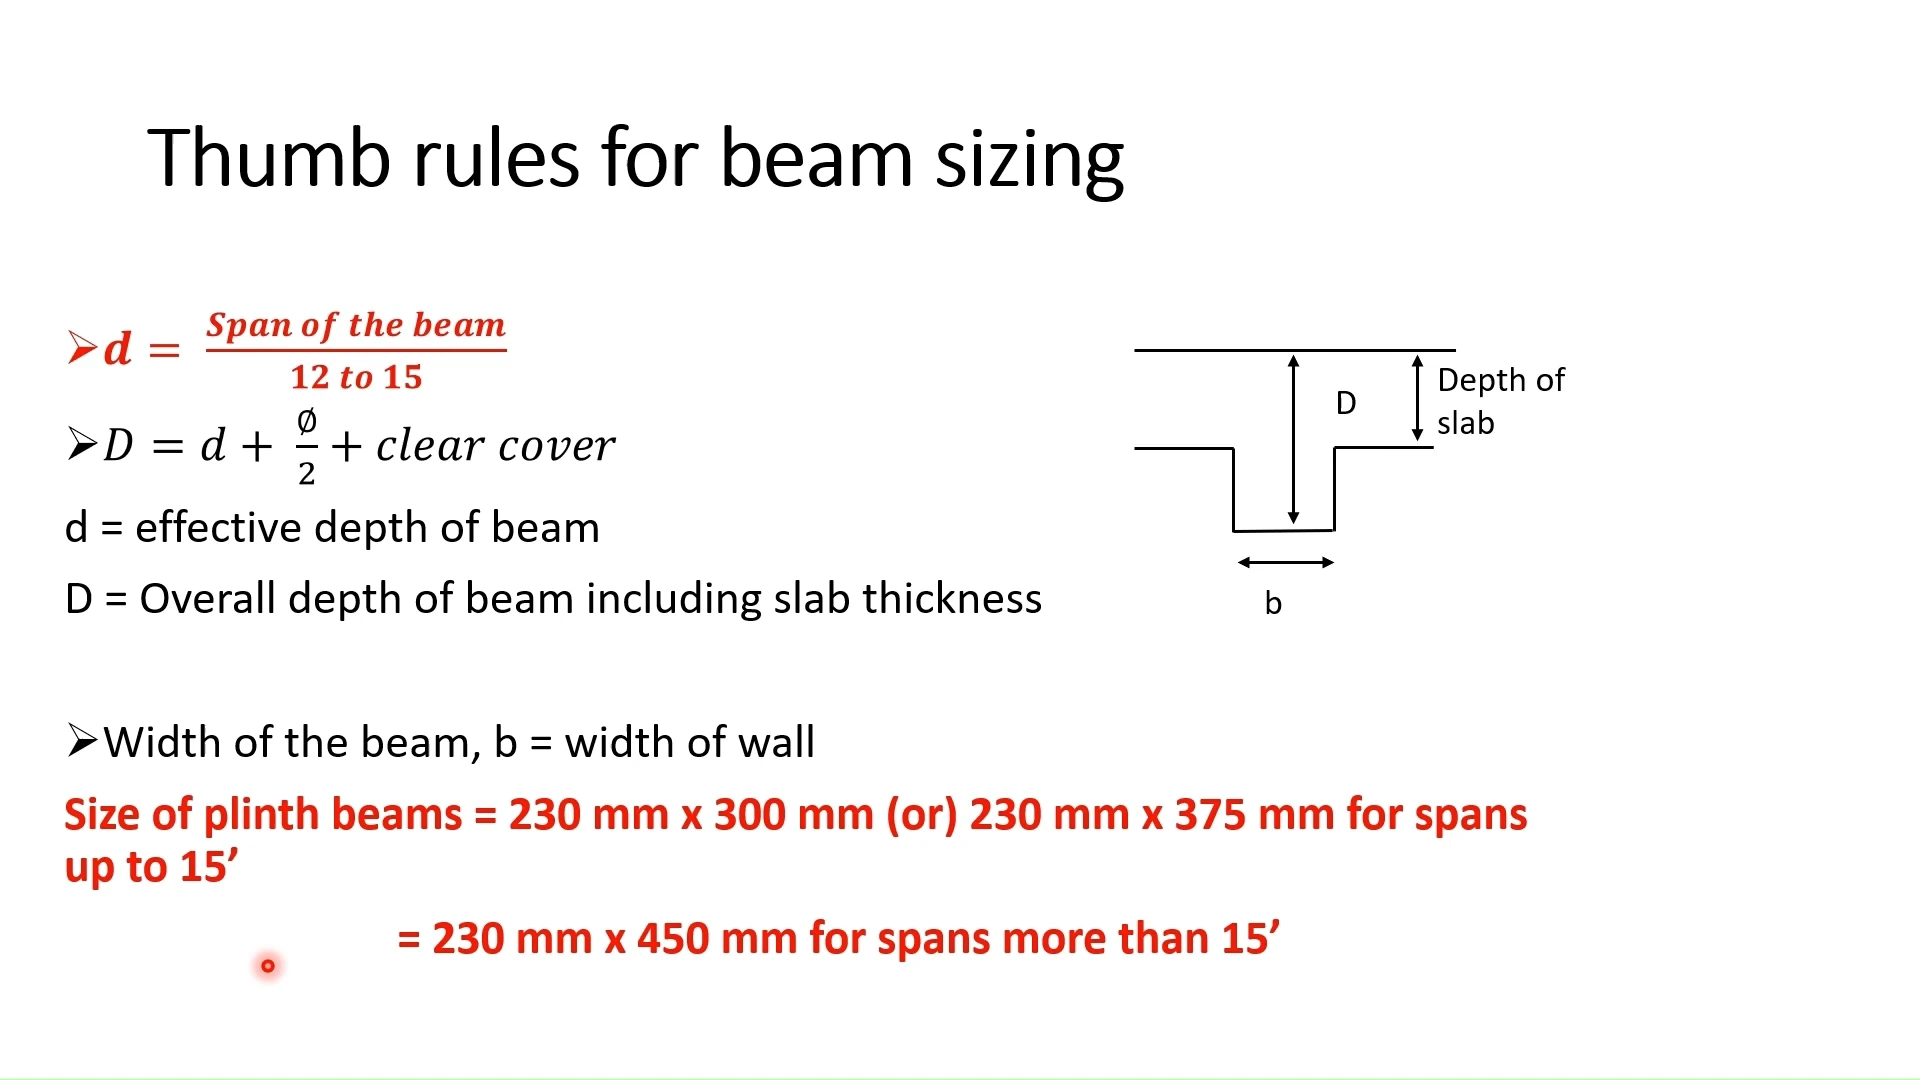 Thumb rules for beam sizing
➢d = Span of the beam / 12 to 15
➢D = d + ∅/2 + clear cover
d = effective depth of beam
D = Overall depth of beam including slab thickness
D
Depth of
slab
b
➢Width of the beam, b = width of wall
Size of plinth beams = 230 mm x 300 mm (or) 230 mm x 375 mm for spans
up to 15’
= 230 mm x 450 mm for spans more than 15’